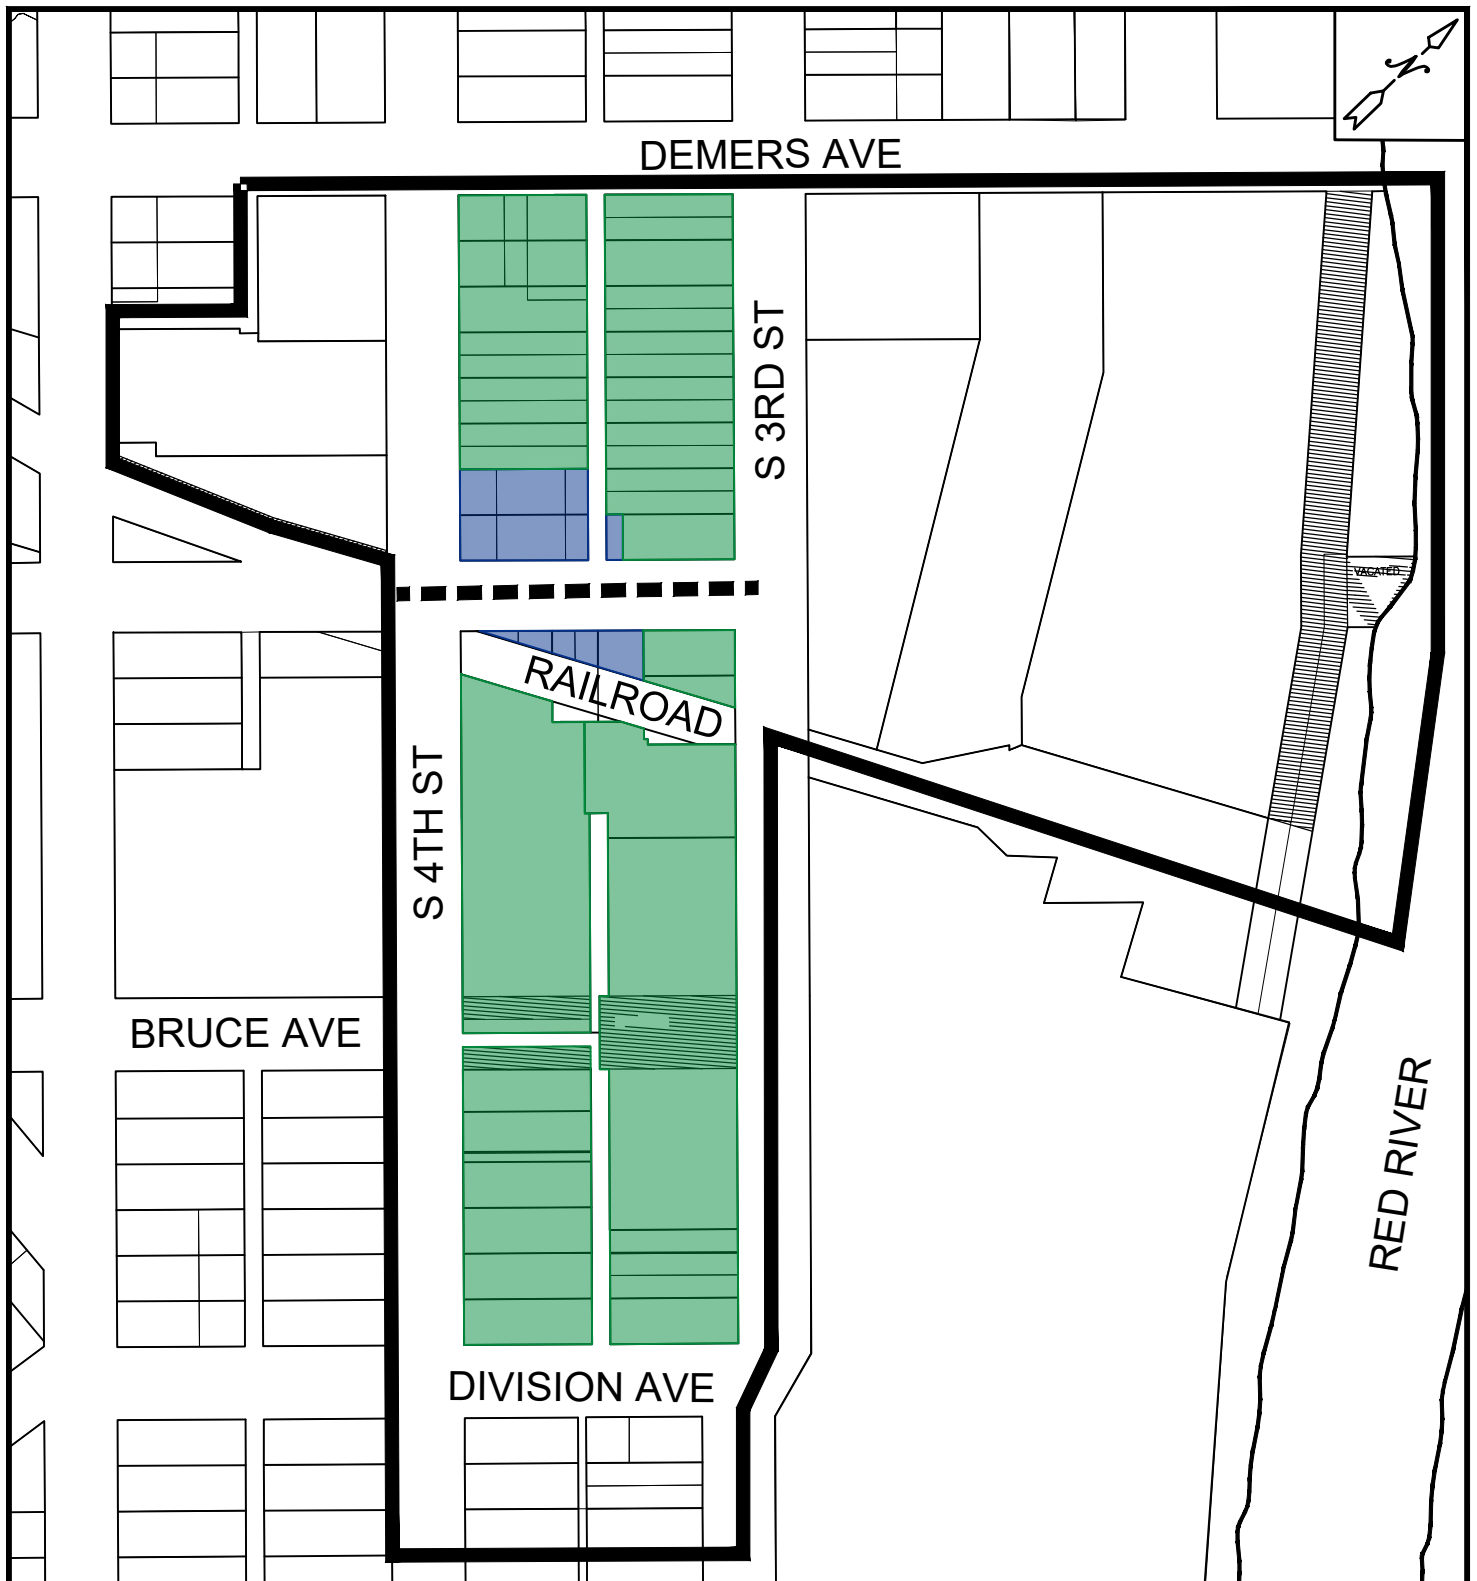 N
DEMERS AVE
S 3RD ST
VACATED
RAILROAD
S 4TH ST
BRUCE AVE
RED RIVER
DIVISION AVE